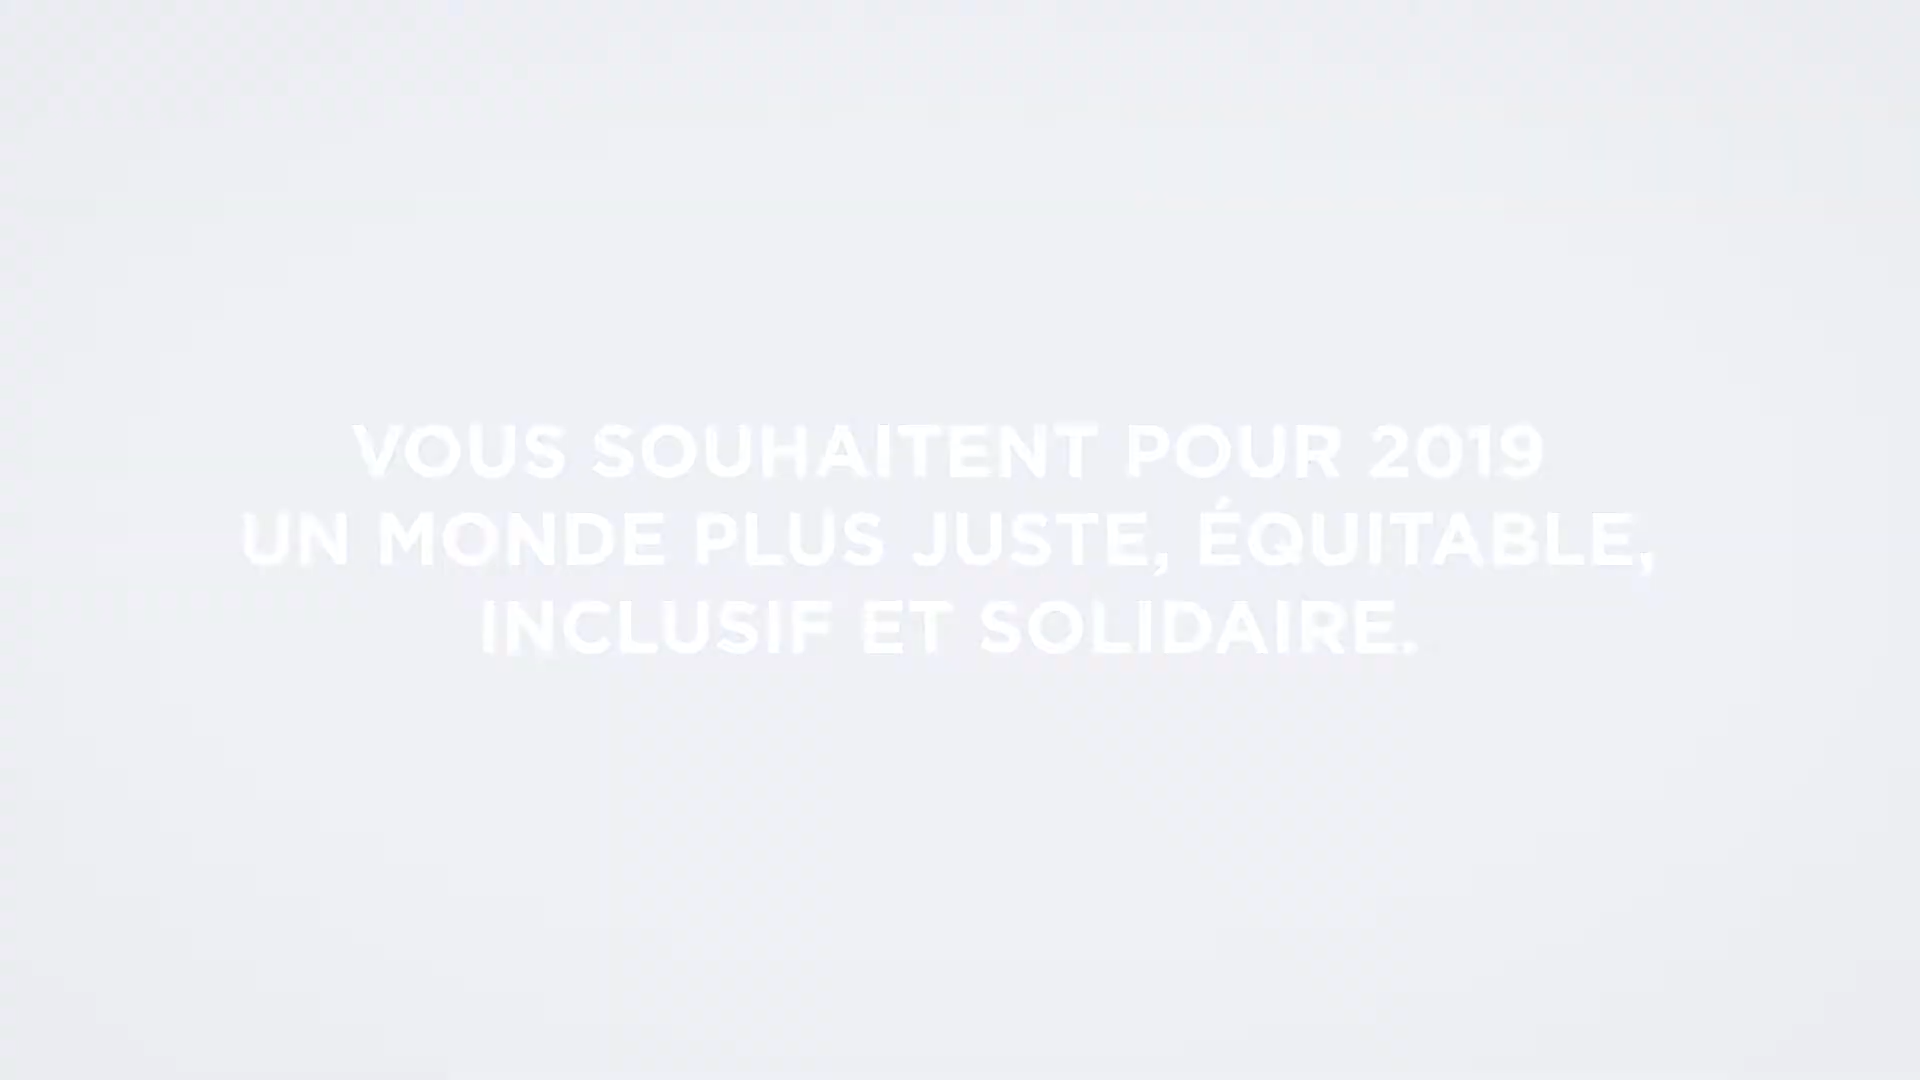 VOUS SOUHAITENT POUR 2019
UN MONDE PLUS JUSTE, ÉQUITABLE,
INCLUSIF ET SOLIDAIRE.